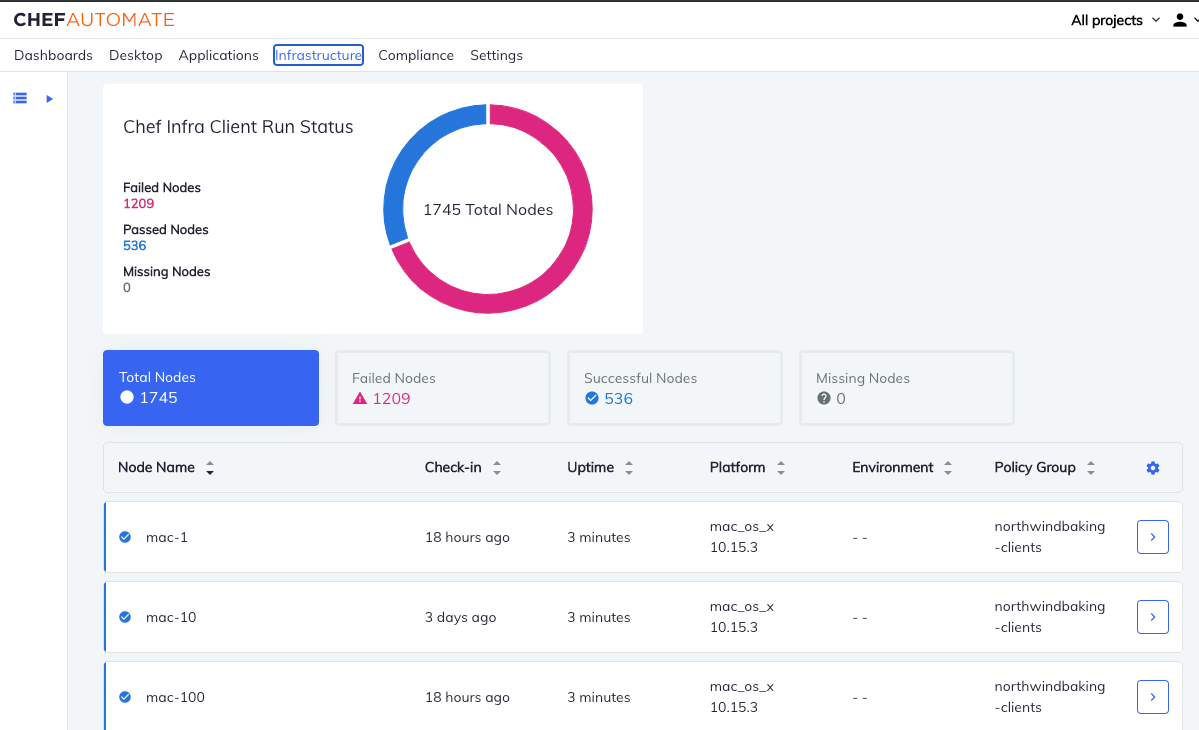 CHEFAUTOMATE
All projects
Dashboards Desktop Applications Infrastructure Compliance Settings
Chef Infra Client Run Status
Failed Nodes
1209
Passed Nodes
536
Missing Nodes
0
1745 Total Nodes
Total Nodes
1745
Failed Nodes
1209
Successful Nodes
536
Missing Nodes
0
Node Name Check-in Uptime Platform Environment Policy Group
mac-1 18 hours ago 3 minutes mac_os_x 10.15.3 - - northwindbaking-clients
mac-10 3 days ago 3 minutes mac_os_x 10.15.3 - - northwindbaking-clients
mac-100 18 hours ago 3 minutes mac_os_x 10.15.3 - - northwindbaking-clients